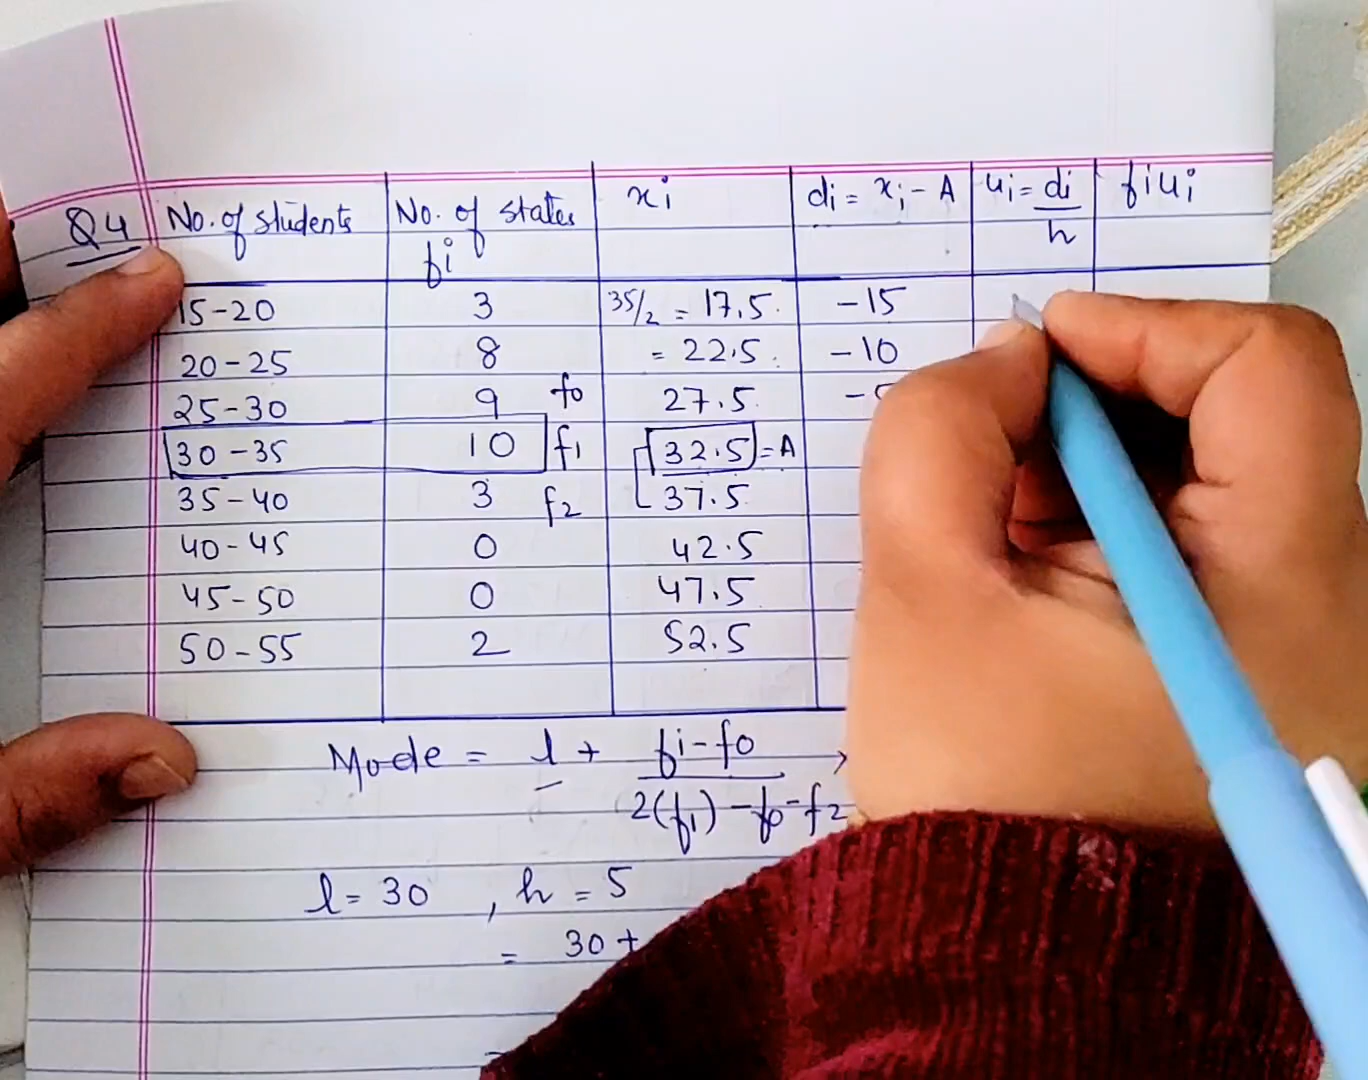 Q4 No. of students No. of states fi xi di = xi - A ui = di/h fiui
15-20 3 35/2 = 17.5. -15
20-25 8 = 22.5. -10
25-30 9 f0 27.5. -5
30-35 10 f1 32.5 = A
35-40 3 f2 37.5
40-45 0 42.5
45-50 0 47.5
50-55 2 52.5
Mode = l + fi-f0 / 2(f1) - f0 - f2
l = 30 , h = 5
= 30 +